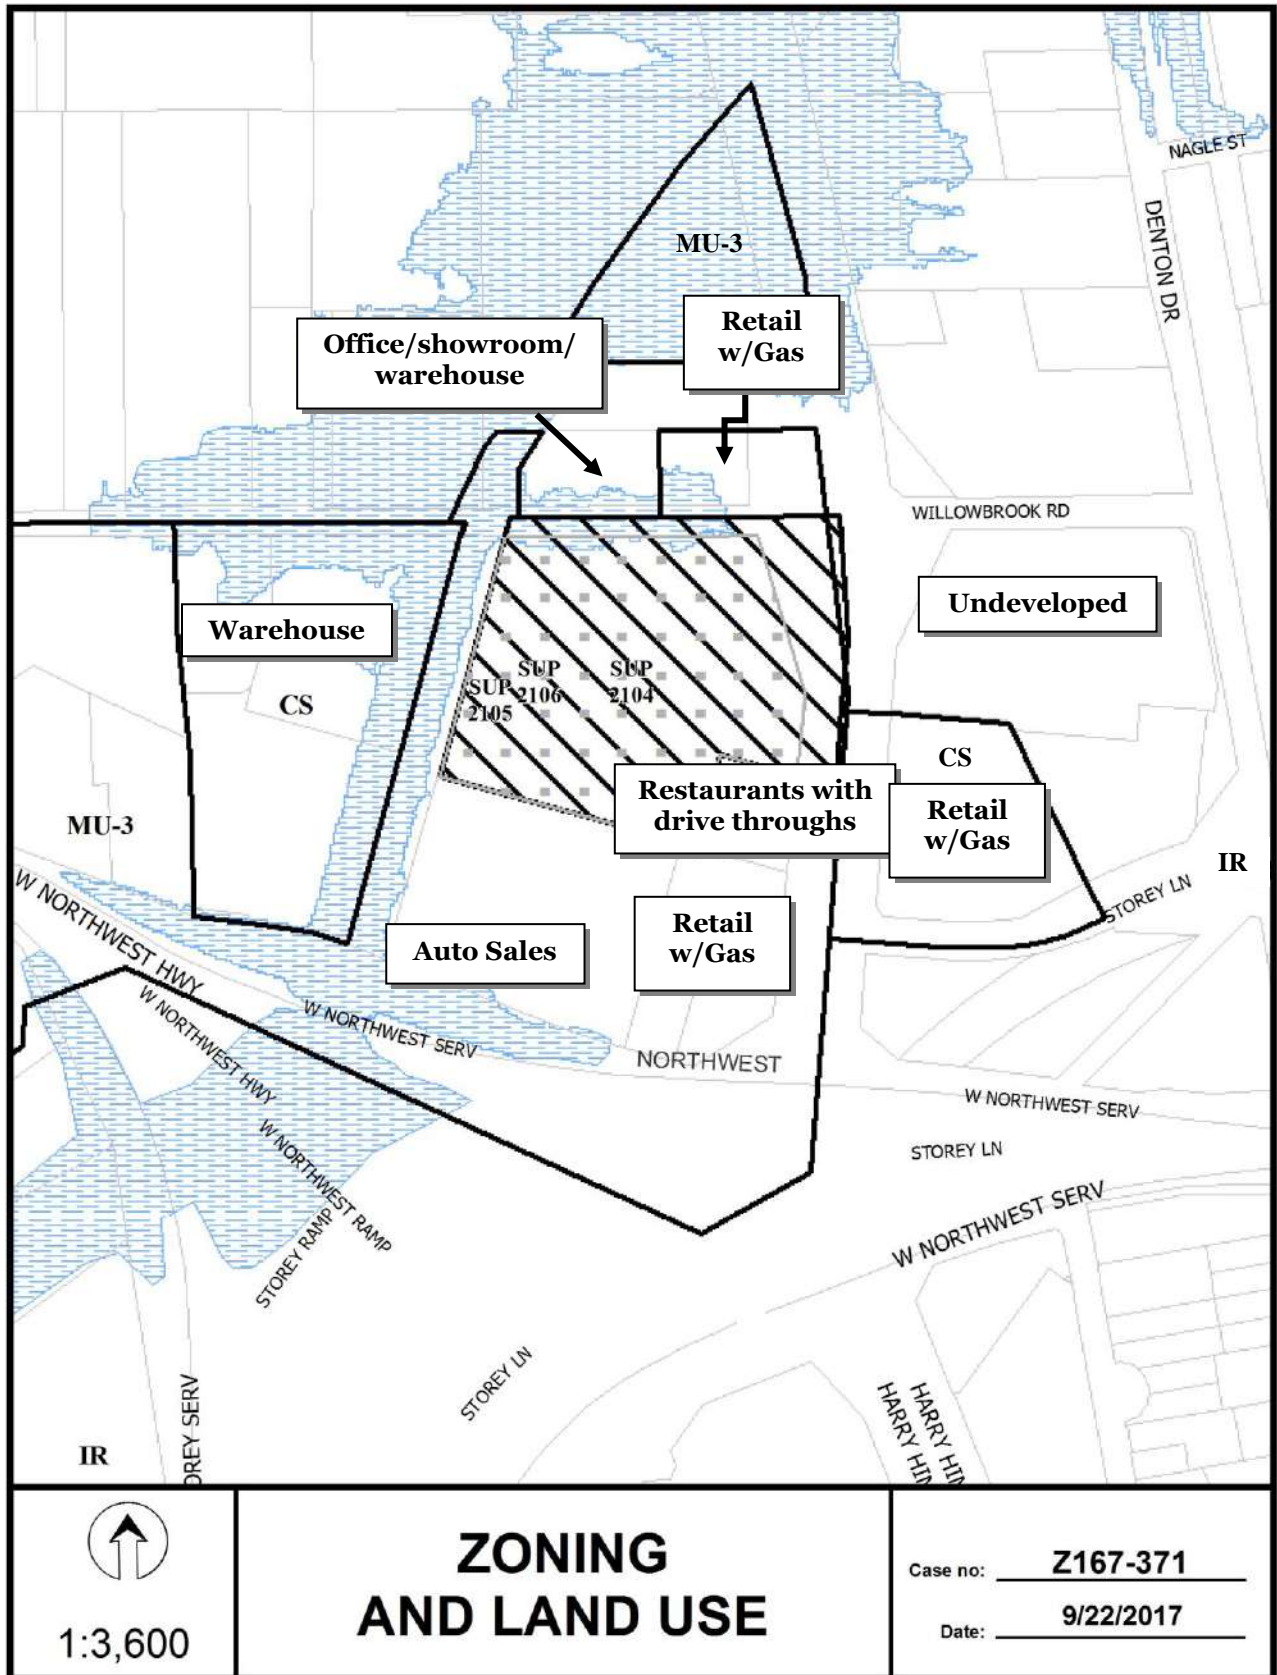 NAGLE ST
DENTON DR
MU-3
Retail
w/Gas
Office/showroom/
warehouse
WILLOWBROOK RD
Undeveloped
Warehouse
SUP
2106
SUP
2104
SUP
2105
CS
CS
Restaurants with
drive throughs
Retail
w/Gas
MU-3
IR
STOREY LN
W NORTHWEST HWY
Auto Sales
Retail
w/Gas
W NORTHWEST HWY
W NORTHWEST SERV
NORTHWEST
W NORTHWEST SERV
W NORTHWEST RAMP
STOREY LN
STOREY RAMP
W NORTHWEST SERV
STOREY LN
OREY SERV
HARRY HIN
HARRY HIN
IR
1:3,600
ZONING
AND LAND USE
Case no: Z167-371
Date: 9/22/2017